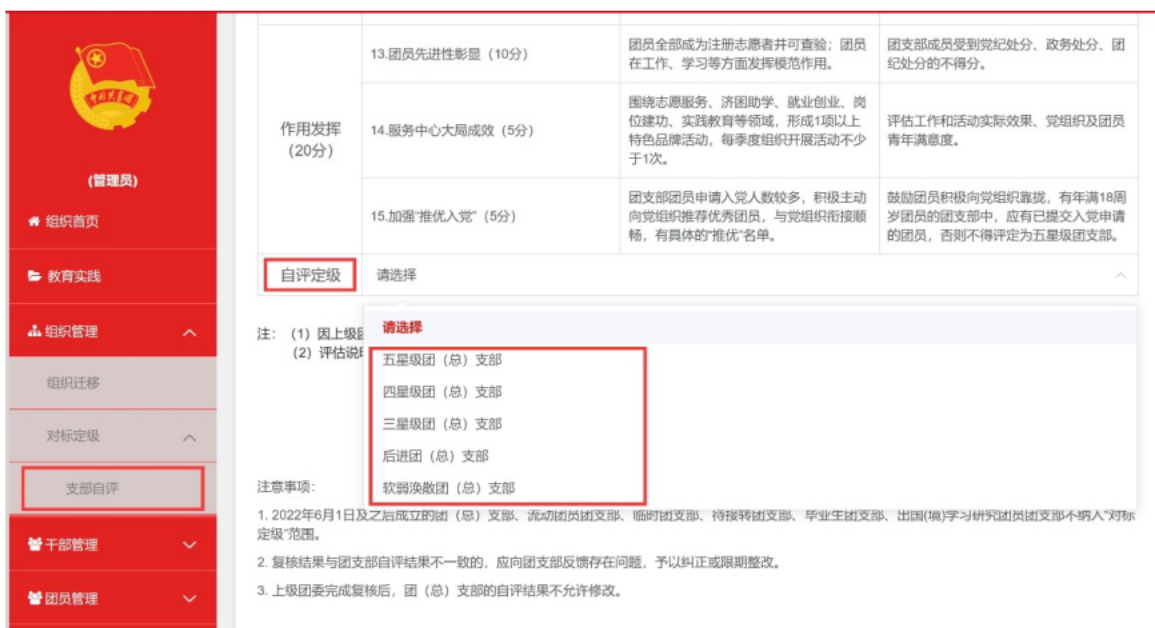 中国共青团
(管理员)
组织首页
教育实践
组织管理
组织迁移
对标定级
支部自评
干部管理
团员管理
作用发挥
(20分)
13.团员先进性彰显(10分)
团员全部成为注册志愿者并可查验;团员
在工作、学习等方面发挥模范作用。
团支部成员受到党纪处分、政务处分、团
纪处分的不得分。
14.服务中心大局成效(5分)
围绕志愿服务、济困助学、就业创业、岗
位建功、实践教育等领域,形成1项以上
特色品牌活动,每季度组织开展活动不少
于1次。
评估工作和活动实际效果、党组织及团员
青年满意度。
15.加强"推优入党"(5分)
团支部团员申请入党人数较多,积极主动
向党组织推荐优秀团员,与党组织衔接顺
畅,有具体的"推优"名单。
鼓励团员积极向党组织靠拢,有年满18周
岁团员的团支部中,应有已提交入党申请
的团员,否则不得评定为五星级团支部。
自评定级
请选择
注:(1)因上级
(2)评估说
请选择
五星级团(总)支部
四星级团(总)支部
三星级团(总)支部
后进团(总)支部
软弱涣散团(总)支部
注意事项:
1. 2022年6月1日及之后成立的团(总)支部、流动团员团支部、临时团支部、待接转团支部、毕业生团支部、出国(境)学习研究团员团支部不纳入"对标
定级"范围。
2. 复核结果与团支部自评结果不一致的,应向团支部反馈存在问题,予以纠正或限期整改。
3. 上级团委完成复核后,团(总)支部的自评结果不允许修改。